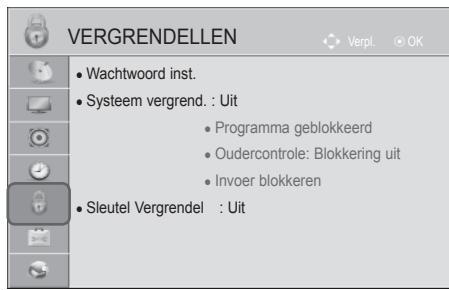 VERGRENDELLEN
Verpl. OK
• Wachtwoord inst.
• Systeem vergrend. : Uit
• Programma geblokkeerd
• Oudercontrole: Blokkering uit
• Invoer blokkeren
• Sleutel Vergrendel : Uit